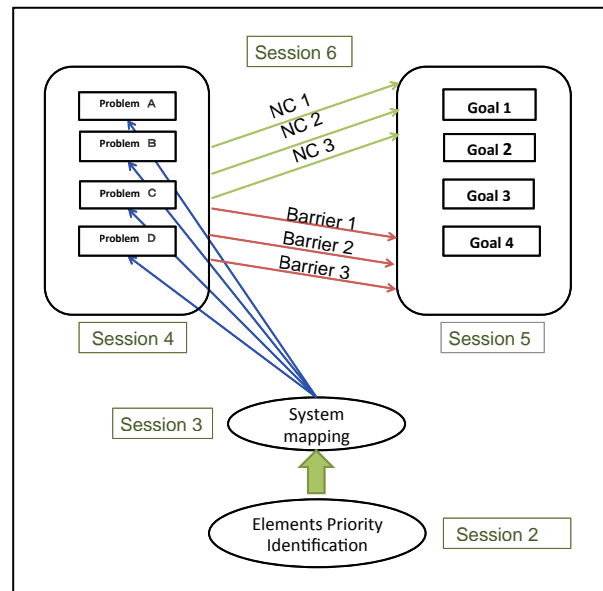 Session 6
Problem A
Problem B
Problem C
Problem D
NC 1
NC 2
NC 3
Barrier 1
Barrier 2
Barrier 3
Goal 1
Goal 2
Goal 3
Goal 4
Session 4
Session 5
Session 3
System
mapping
Elements Priority
Identification
Session 2